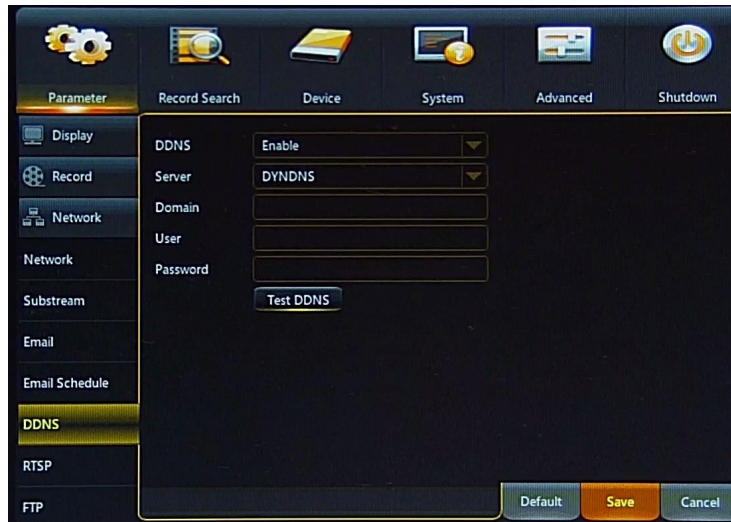 Parameter Record Search Device System Advanced Shutdown
Display
Record
Network
Network
Substream
Email
Email Schedule
DDNS
RTSP
FTP
DDNS Enable
Server DYNDNS
Domain
User
Password
Test DDNS
Default Save Cancel